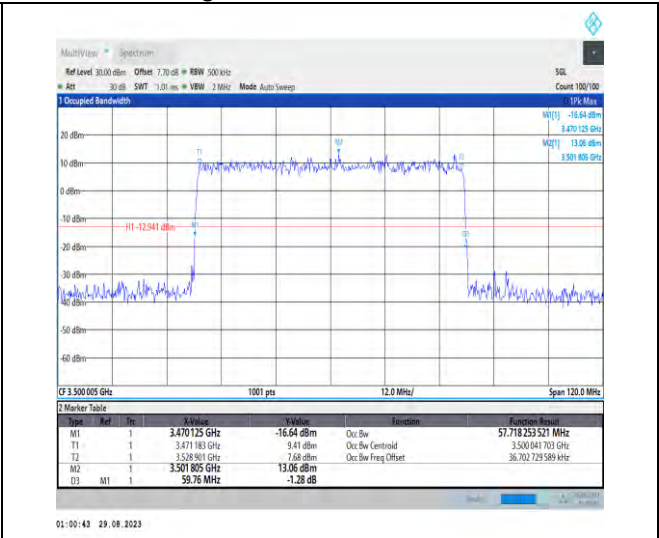 MultiView Spectrum
Ref Level 30.00 dBm Offset 7.70 dB RBW 500 kHz SGL
Att 30 dB SWT 1.01 ms VBW 2 MHz Mode Auto Sweep Count 100/100
1 Occupied Bandwidth 1Pk Max
M1[1] -16.64 dBm
3.470 125 GHz
M2[1] 13.06 dBm
3.501 805 GHz
20 dBm
M2
T1
10 dBm
0 dBm
-10 dBm
H1 -12.941 dBm
M1
D3
-20 dBm
-30 dBm
-40 dBm
-50 dBm
-60 dBm
CF 3.500 005 GHz 1001 pts 12.0 MHz/ Span 120.0 MHz
2 Marker Table
Type Ref Trc X-Value Y-Value Function Function Result
M1 1 3.470 125 GHz -16.64 dBm Occ Bw 57.718 253 521 MHz
T1 1 3.471 183 GHz 9.41 dBm Occ Bw Centroid 3.500 041 703 GHz
T2 1 3.528 901 GHz 7.68 dBm Occ Bw Freq Offset 36.702 729 589 kHz
M2 1 3.501 805 GHz 13.06 dBm
D3 M1 1 59.76 MHz -1.28 dB
01:00:43 29.08.2023